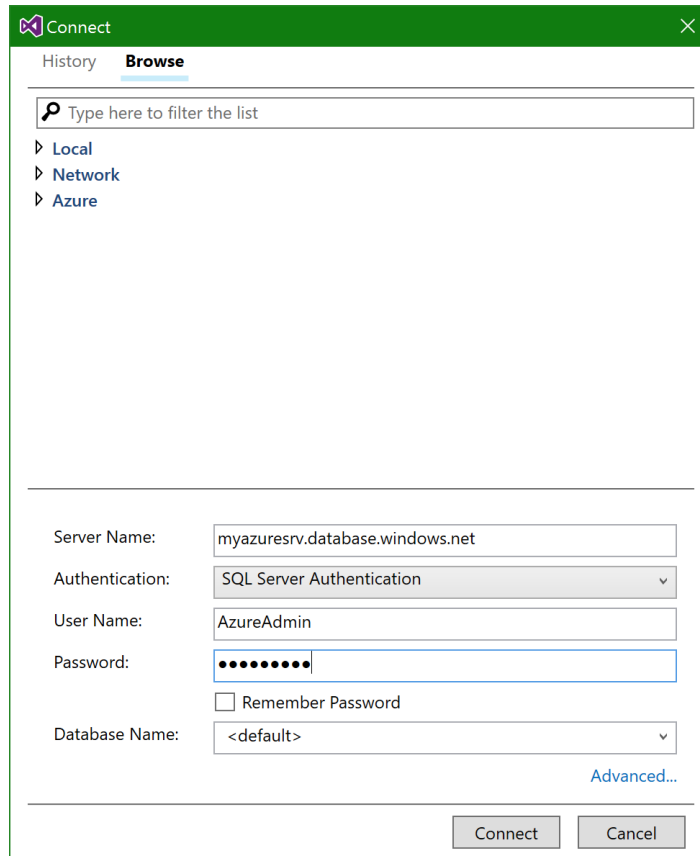 Connect
History Browse
Type here to filter the list
Local
Network
Azure
Server Name: myazuresrv.database.windows.net
Authentication: SQL Server Authentication
User Name: AzureAdmin
Password: ●●●●●●●●●
Remember Password
Database Name: <default>
Advanced...
Connect Cancel